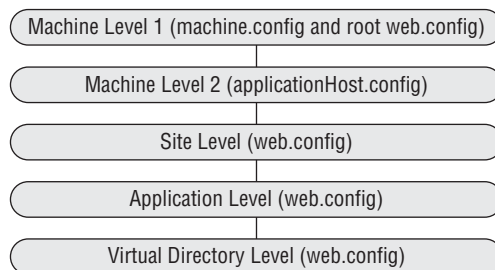 Machine Level 1 (machine.config and root web.config)
Machine Level 2 (applicationHost.config)
Site Level (web.config)
Application Level (web.config)
Virtual Directory Level (web.config)